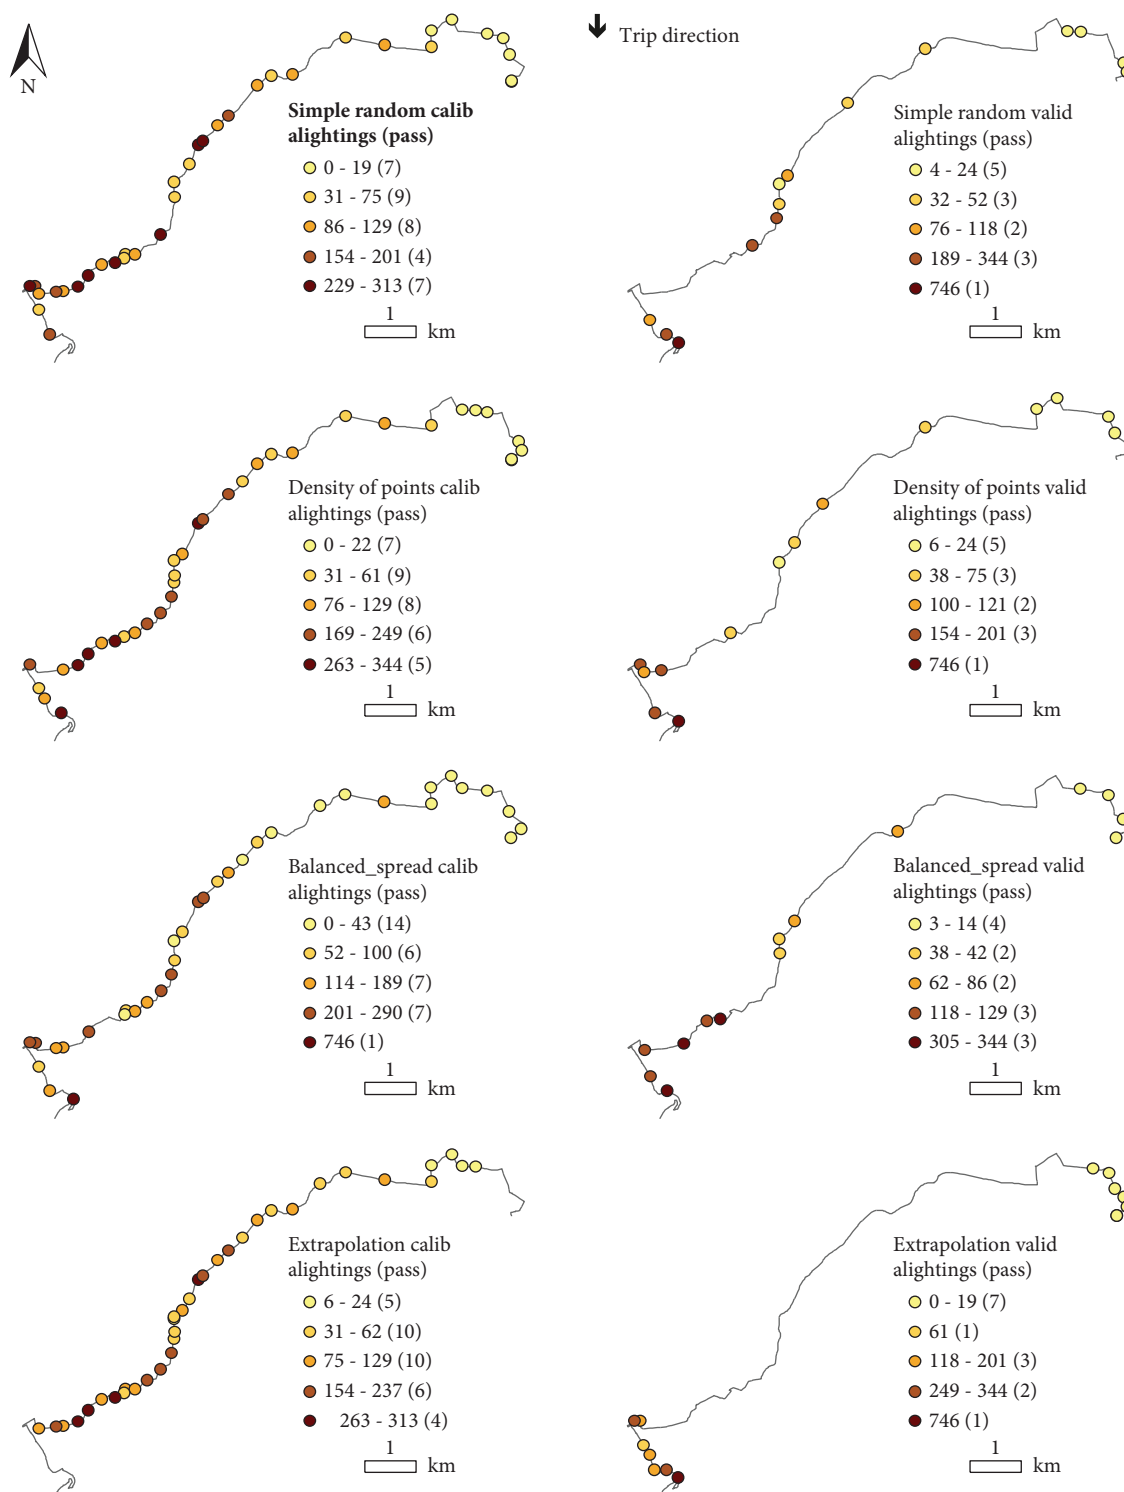 N
Trip direction
Simple random calib
alightings (pass)
0 - 19 (7)
31 - 75 (9)
86 - 129 (8)
154 - 201 (4)
229 - 313 (7)
1
km
Simple random valid
alightings (pass)
4 - 24 (5)
32 - 52 (3)
76 - 118 (2)
189 - 344 (3)
746 (1)
1
km
Density of points calib
alightings (pass)
0 - 22 (7)
31 - 61 (9)
76 - 129 (8)
169 - 249 (6)
263 - 344 (5)
1
km
Density of points valid
alightings (pass)
6 - 24 (5)
38 - 75 (3)
100 - 121 (2)
154 - 201 (3)
746 (1)
1
km
Balanced_spread calib
alightings (pass)
0 - 43 (14)
52 - 100 (6)
114 - 189 (7)
201 - 290 (7)
746 (1)
1
km
Balanced_spread valid
alightings (pass)
3 - 14 (4)
38 - 42 (2)
62 - 86 (2)
118 - 129 (3)
305 - 344 (3)
1
km
Extrapolation calib
alightings (pass)
6 - 24 (5)
31 - 62 (10)
75 - 129 (10)
154 - 237 (6)
263 - 313 (4)
1
km
Extrapolation valid
alightings (pass)
0 - 19 (7)
61 (1)
118 - 201 (3)
249 - 344 (2)
746 (1)
1
km